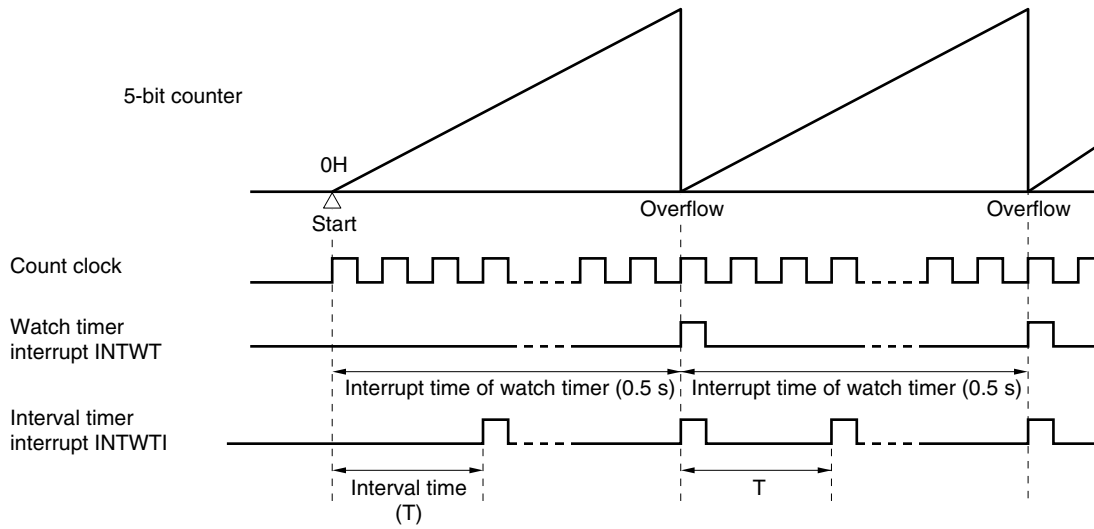 5-bit counter
0H
Start
Overflow
Overflow
Count clock
Watch timer
interrupt INTWT
Interrupt time of watch timer (0.5 s)
Interrupt time of watch timer (0.5 s)
Interval timer
interrupt INTWTI
Interval time
(T)
T